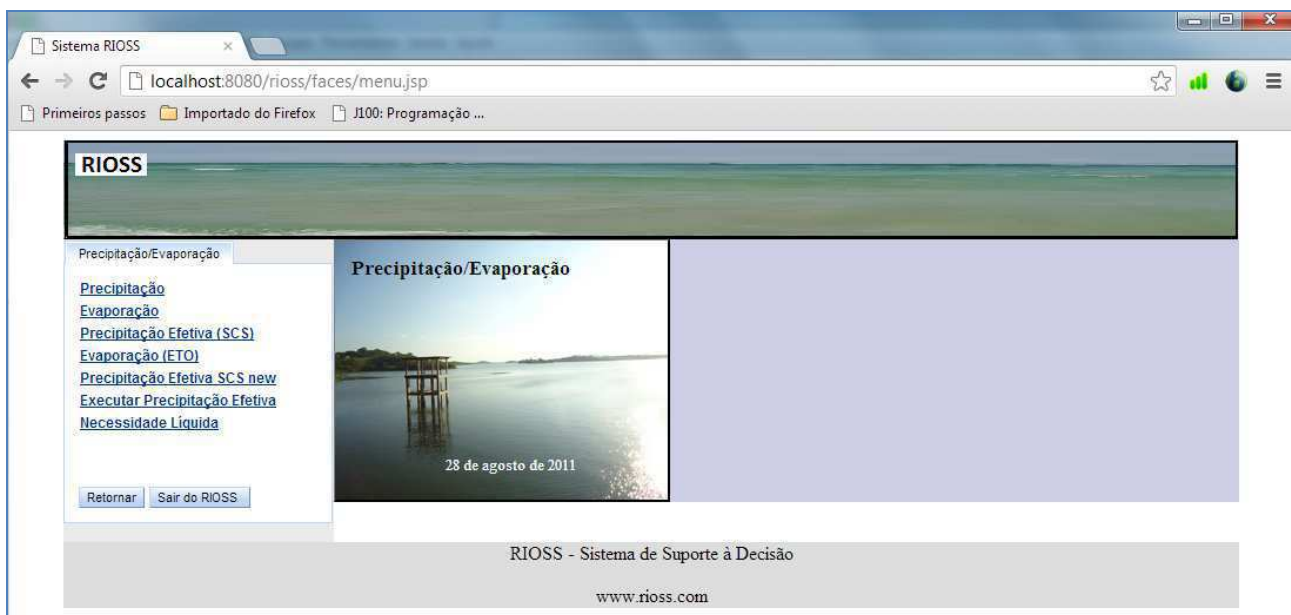 Sistema RIOSS
localhost:8080/rioss/faces/menu.jsp
Primeiros passos Importado do Firefox J100: Programação ...
RIOSS
Precipitação/Evaporação
Precipitação
Evaporação
Precipitação Efetiva (SCS)
Evaporação (ETO)
Precipitação Efetiva SCS new
Executar Precipitação Efetiva
Necessidade Líquida
Retornar Sair do RIOSS
Precipitação/Evaporação
28 de agosto de 2011
RIOSS - Sistema de Suporte à Decisão
www.rioss.com